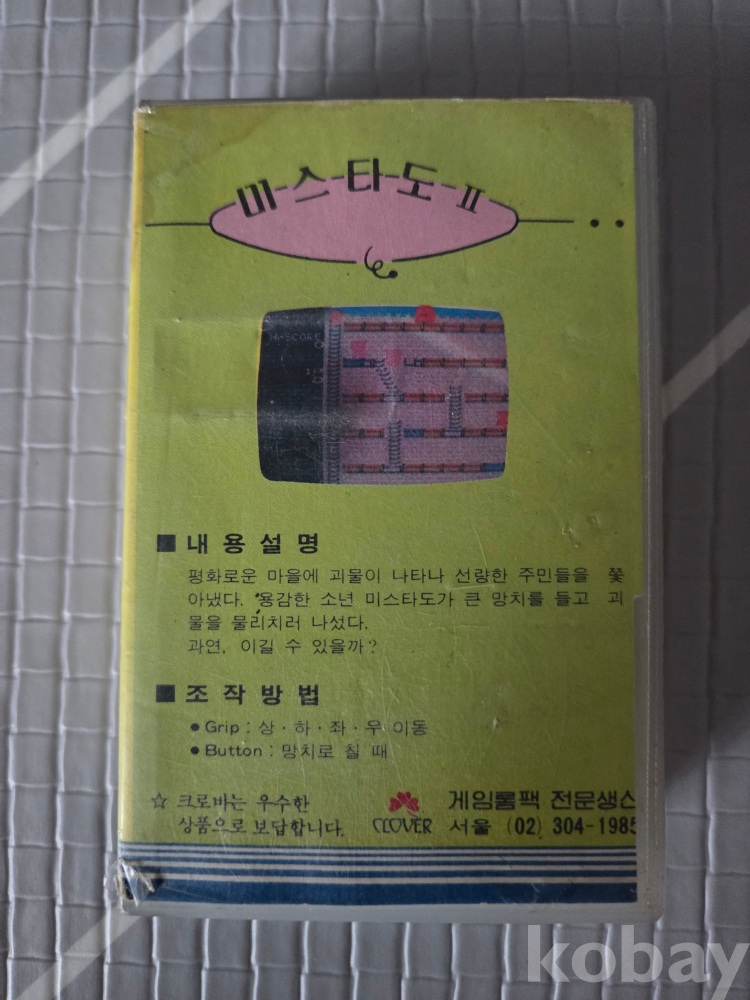 미스타도 II
HI-SCORE
■ 내용설명
평화로운 마을에 괴물이 나타나 선량한 주민들을 쫓
아냈다. 용감한 소년 미스타도가 큰 망치를 들고 괴
물을 물리치러 나섰다.
과연, 이길 수 있을까?
■ 조작방법
● Grip : 상·하·좌·우 이동
● Button : 망치로 칠 때
☆ 크로바는 우수한
상품으로 보답합니다.
CLOVER
게임롬팩 전문생산
서울 (02) 304-1985
kobay